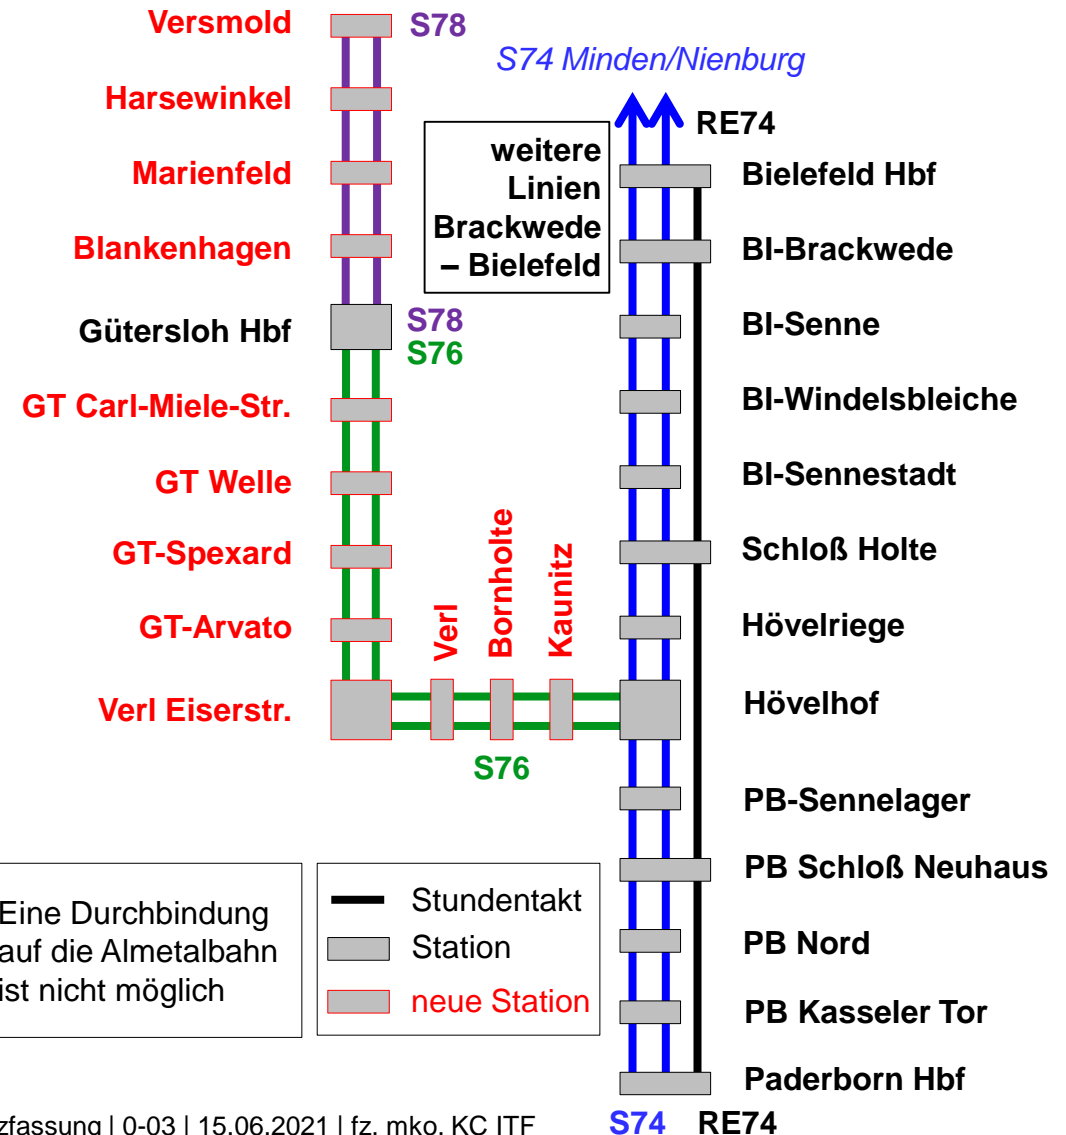 Versmold
S78
S74 Minden/Nienburg
Harsewinkel
RE74
weitere
Linien
Brackwede
– Bielefeld
Marienfeld
Bielefeld Hbf
Blankenhagen
BI-Brackwede
Gütersloh Hbf
S78
S76
BI-Senne
GT Carl-Miele-Str.
BI-Windelsbleiche
GT Welle
BI-Sennestadt
GT-Spexard
Schloß Holte
GT-Arvato
Verl
Bornholte
Kaunitz
Hövelriege
Verl Eiserstr.
Hövelhof
S76
PB-Sennelager
PB Schloß Neuhaus
Eine Durchbindung
auf die Almetalbahn
ist nicht möglich
Stundentakt
Station
neue Station
PB Nord
PB Kasseler Tor
Paderborn Hbf
S74
RE74
zfassung | 0-03 | 15.06.2021 | fz, mko, KC ITF